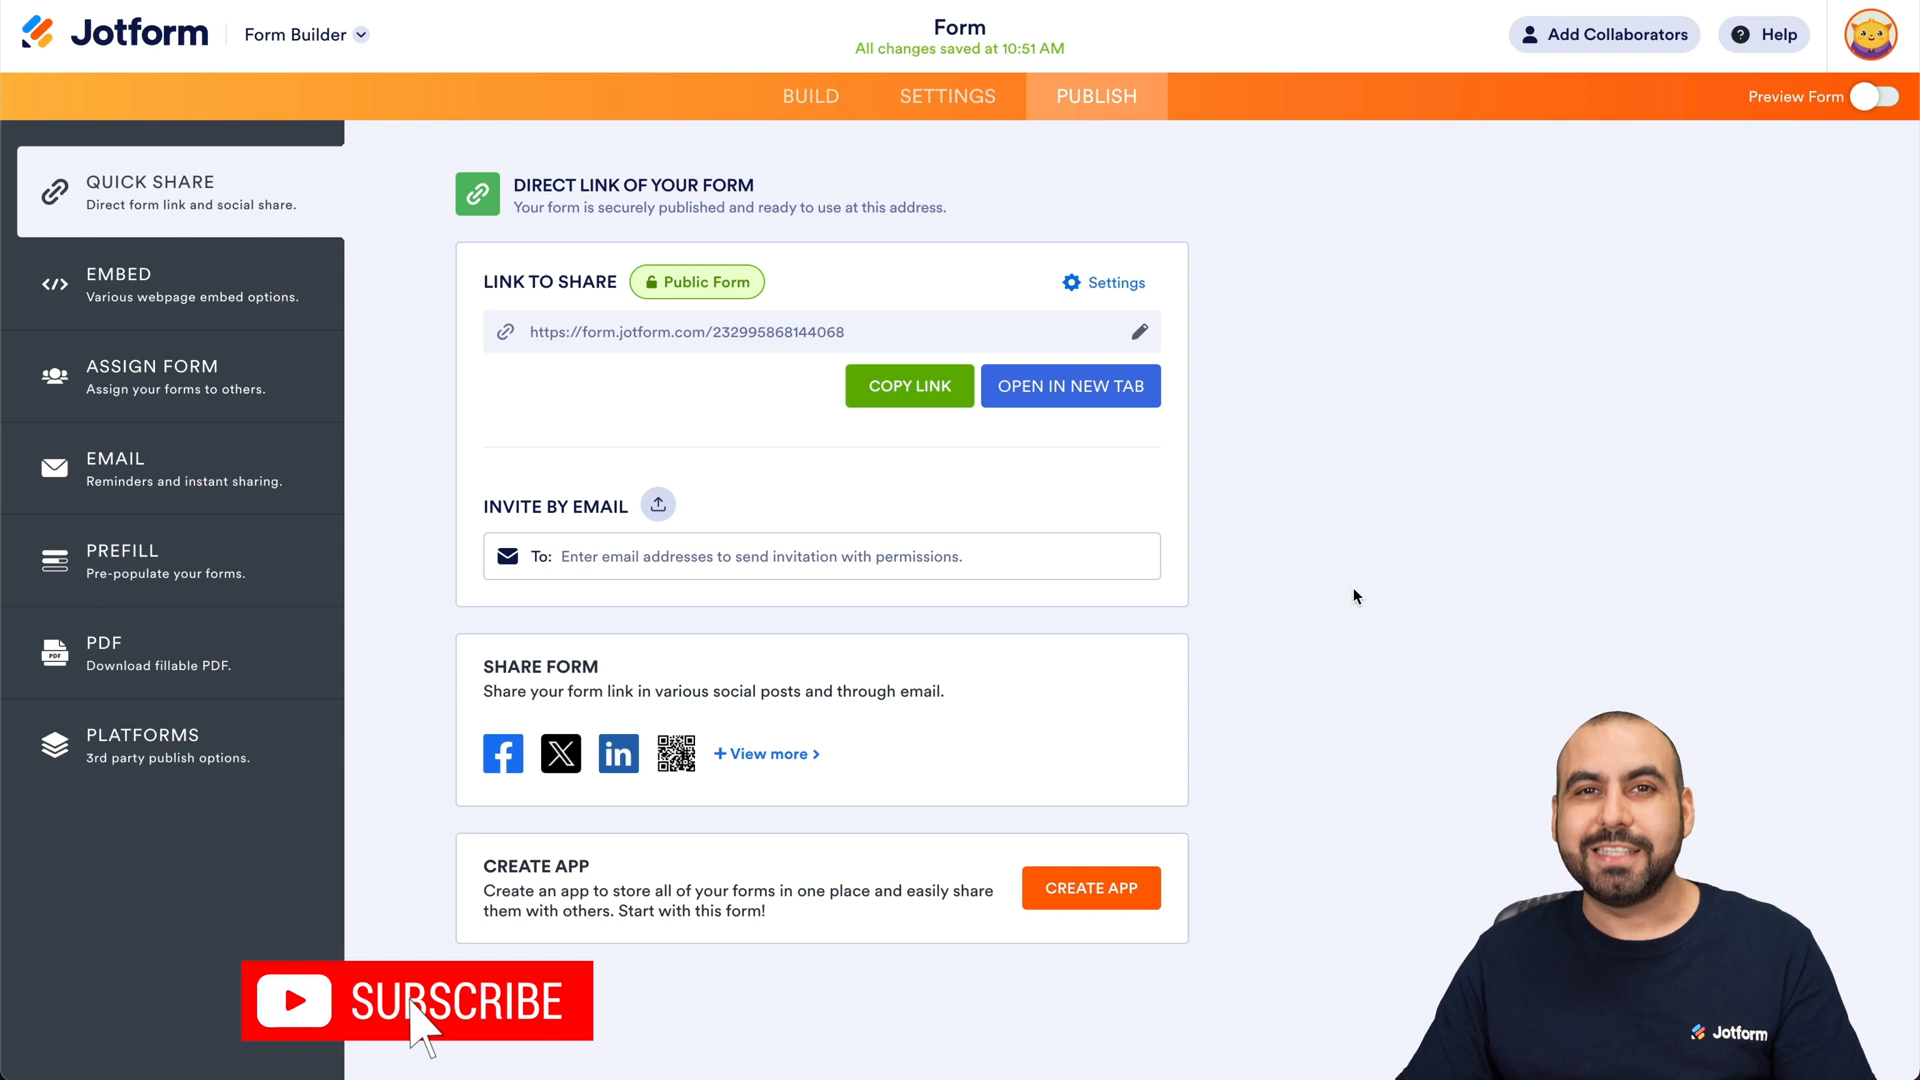 Jotform
Form Builder
Form
All changes saved at 10:51 AM
Add Collaborators
Help
BUILD
SETTINGS
PUBLISH
Preview Form
QUICK SHARE
Direct form link and social share.
EMBED
Various webpage embed options.
ASSIGN FORM
Assign your forms to others.
EMAIL
Reminders and instant sharing.
PREFILL
Pre-populate your forms.
PDF
PDF
Download fillable PDF.
PLATFORMS
3rd party publish options.
DIRECT LINK OF YOUR FORM
Your form is securely published and ready to use at this address.
LINK TO SHARE
Public Form
Settings
https://form.jotform.com/232995868144068
COPY LINK
OPEN IN NEW TAB
INVITE BY EMAIL
To: Enter email addresses to send invitation with permissions.
SHARE FORM
Share your form link in various social posts and through email.
+ View more >
CREATE APP
Create an app to store all of your forms in one place and easily share
them with others. Start with this form!
CREATE APP
SUBSCRIBE
Jotform